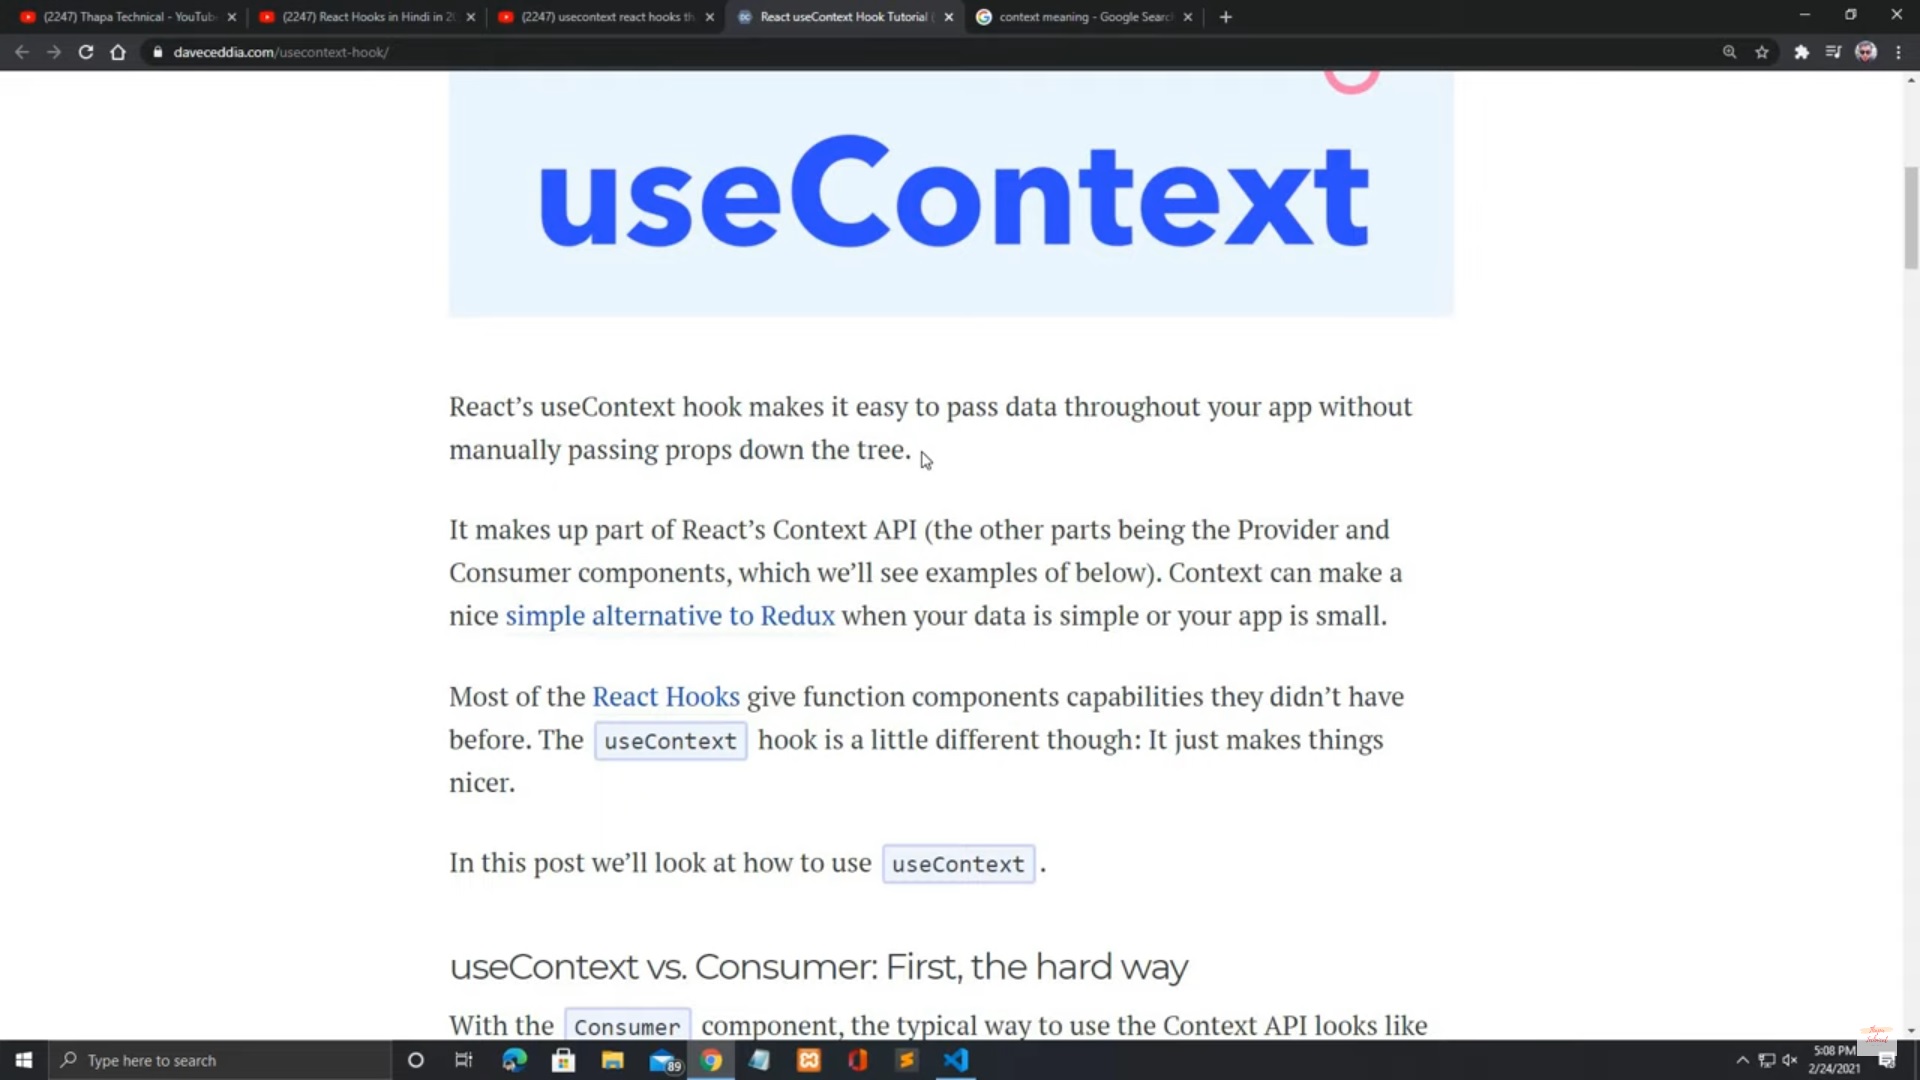 (2247) Thapa Technical - YouTub
(2247) React Hooks in Hindi in 20
(2247) usecontext react hooks th
React useContext Hook Tutorial (
context meaning - Google Search
daveceddia.com/usecontext-hook/
useContext
React’s useContext hook makes it easy to pass data throughout your app without
manually passing props down the tree.
It makes up part of React’s Context API (the other parts being the Provider and
Consumer components, which we’ll see examples of below). Context can make a
nice simple alternative to Redux when your data is simple or your app is small.
Most of the React Hooks give function components capabilities they didn’t have
before. The useContext hook is a little different though: It just makes things
nicer.
In this post we’ll look at how to use useContext .
useContext vs. Consumer: First, the hard way
With the Consumer component, the typical way to use the Context API looks like
Type here to search
89
5:08 PM
2/24/2021